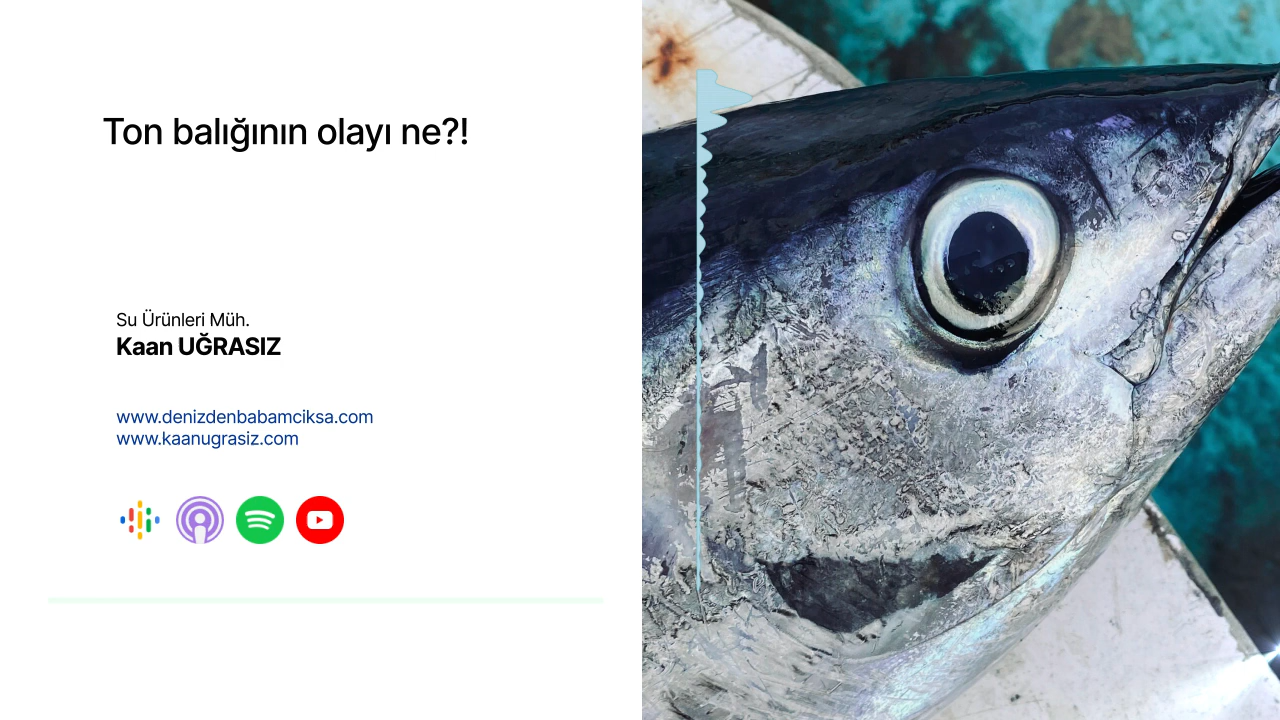 Ton balığının olayı ne?!
Su Ürünleri Müh.
Kaan UĞRASIZ
www.denizdenbabamciksa.com
www.kaanugrasiz.com